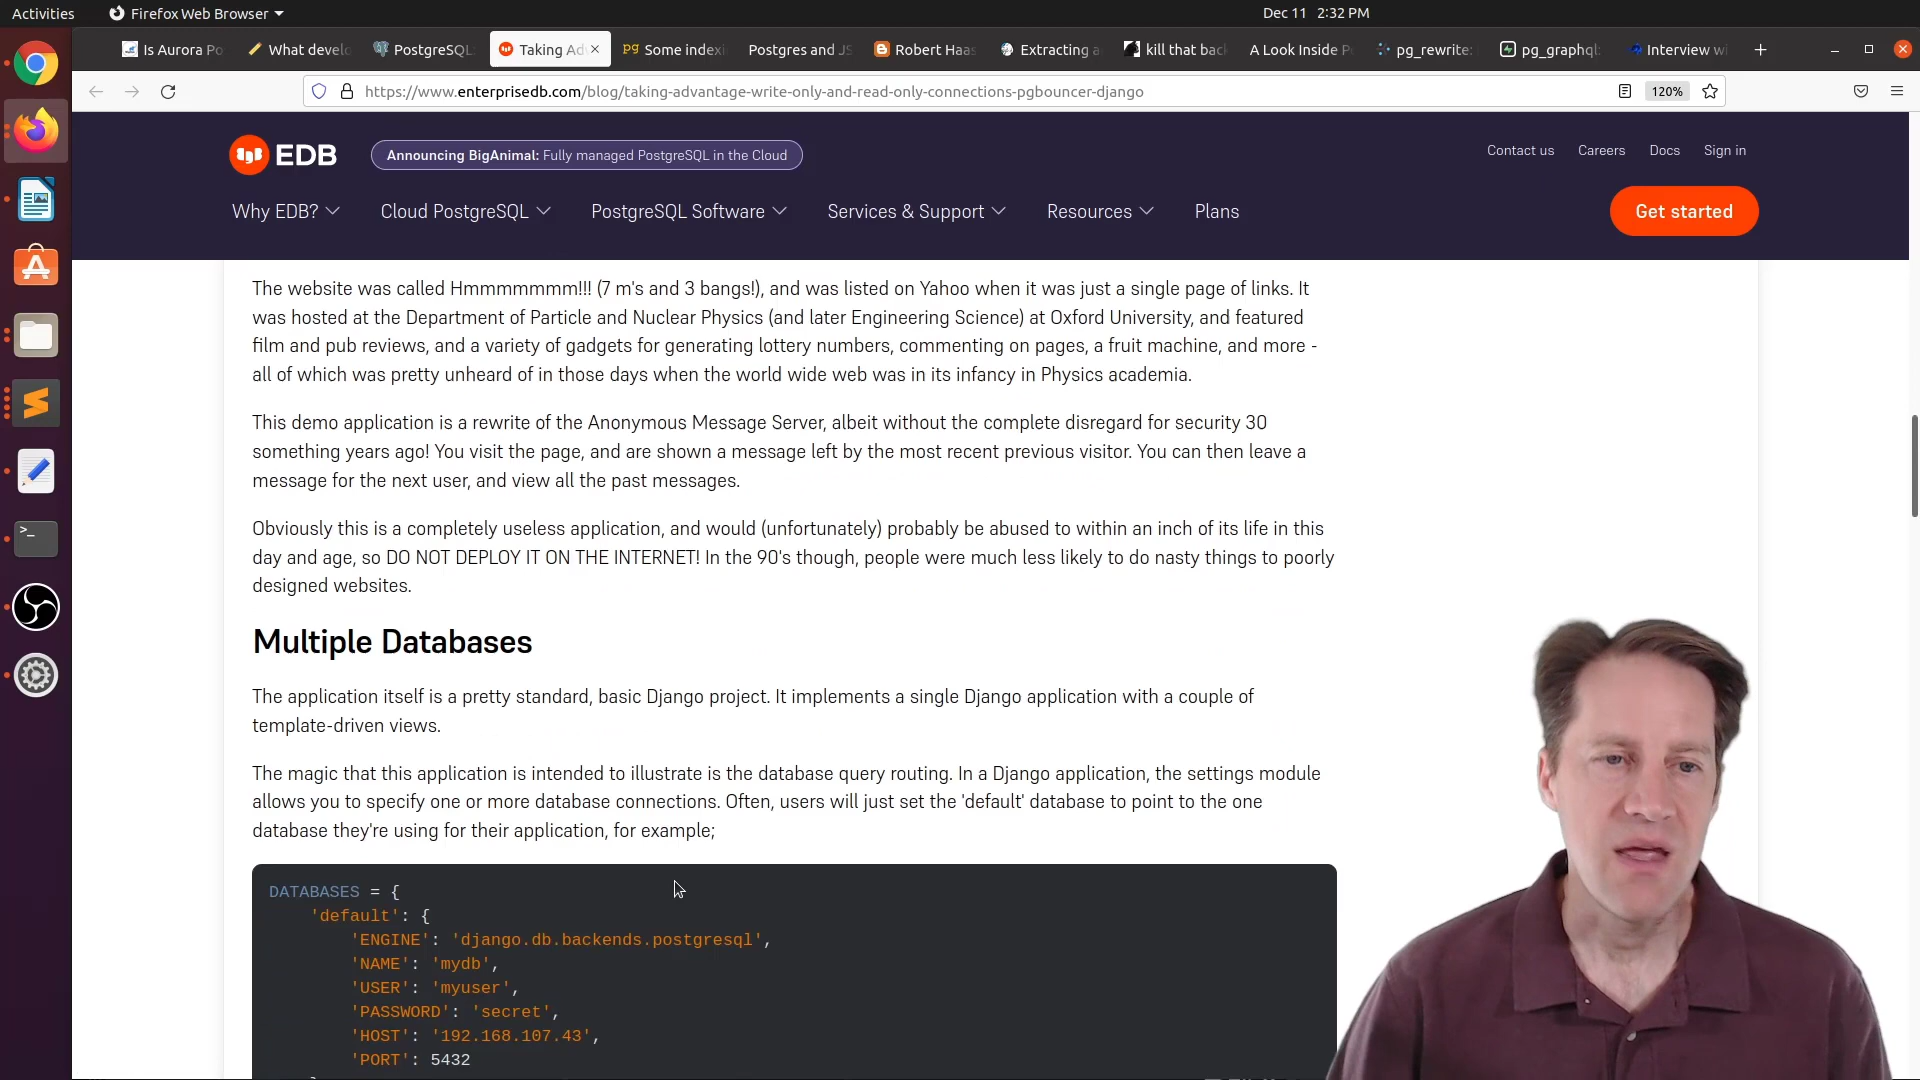 Activities
Firefox Web Browser
Dec 11 2:32 PM
Is Aurora Po
What develo
PostgreSQL:
Taking Ad
Some indexi
Postgres and JS
Robert Haas
Extracting a
kill that back
A Look Inside P
pg_rewrite:
pg_graphql:
Interview wi
https://www.enterprisedb.com/blog/taking-advantage-write-only-and-read-only-connections-pgbouncer-django
120%
EDB
Announcing BigAnimal: Fully managed PostgreSQL in the Cloud
Contact us
Careers
Docs
Sign in
Why EDB?
Cloud PostgreSQL
PostgreSQL Software
Services & Support
Resources
Plans
Get started
The website was called Hmmmmmmm!!! (7 m's and 3 bangs!), and was listed on Yahoo when it was just a single page of links. It
was hosted at the Department of Particle and Nuclear Physics (and later Engineering Science) at Oxford University, and featured
film and pub reviews, and a variety of gadgets for generating lottery numbers, commenting on pages, a fruit machine, and more -
all of which was pretty unheard of in those days when the world wide web was in its infancy in Physics academia.
This demo application is a rewrite of the Anonymous Message Server, albeit without the complete disregard for security 30
something years ago! You visit the page, and are shown a message left by the most recent previous visitor. You can then leave a
message for the next user, and view all the past messages.
Obviously this is a completely useless application, and would (unfortunately) probably be abused to within an inch of its life in this
day and age, so DO NOT DEPLOY IT ON THE INTERNET! In the 90's though, people were much less likely to do nasty things to poorly
designed websites.
Multiple Databases
The application itself is a pretty standard, basic Django project. It implements a single Django application with a couple of
template-driven views.
The magic that this application is intended to illustrate is the database query routing. In a Django application, the settings module
allows you to specify one or more database connections. Often, users will just set the 'default' database to point to the one
database they're using for their application, for example;
DATABASES = {
'default': {
'ENGINE': 'django.db.backends.postgresql',
'NAME': 'mydb',
'USER': 'myuser',
'PASSWORD': 'secret',
'HOST': '192.168.107.43',
'PORT': 5432